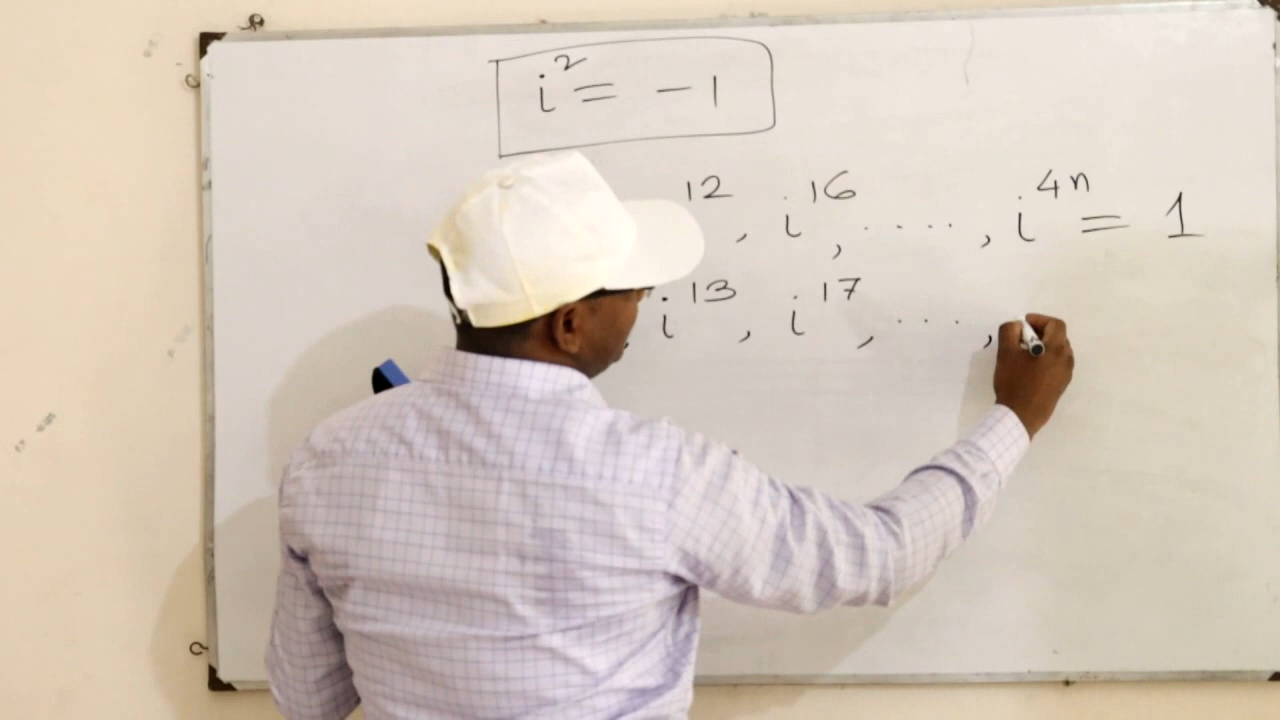 i² = -1
¹², i¹⁶, ...., i⁴ⁿ = 1
i¹³, i¹⁷, ...,